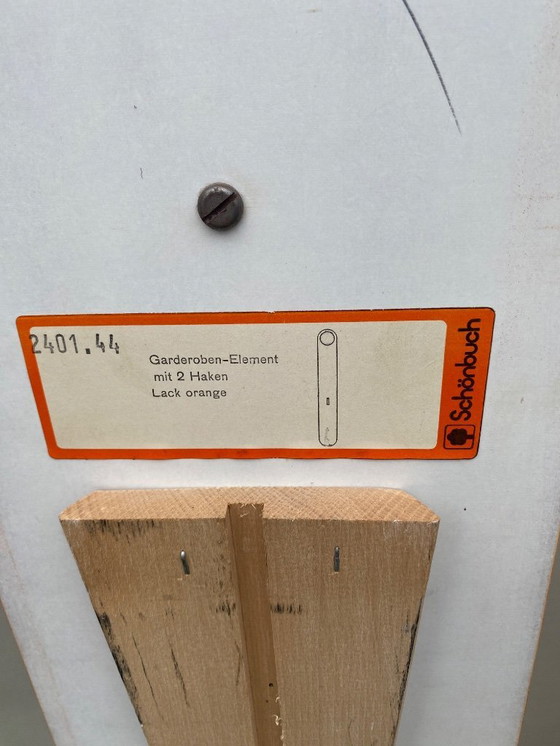 2401.44
Garderoben-Element
mit 2 Haken
Lack orange
Schönbuch